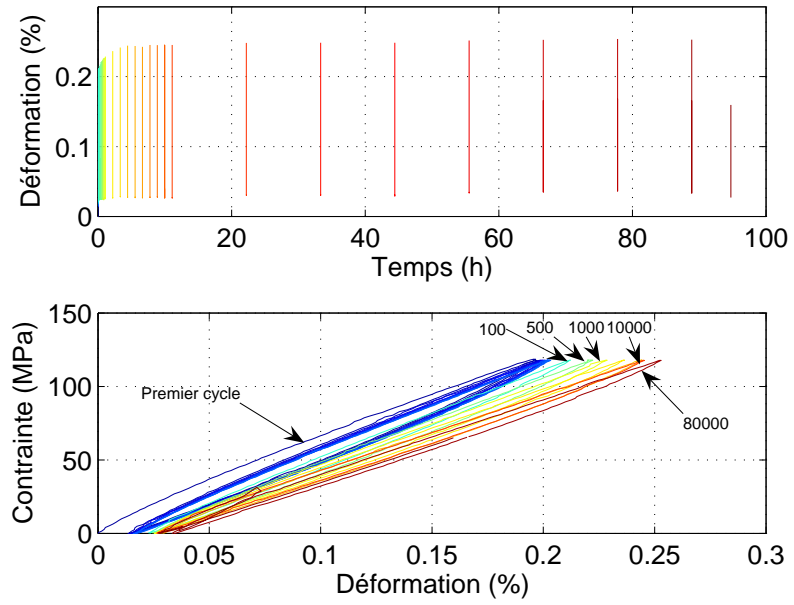 Déformation (%)
0.2
0.1
0
0 20 40 60 80 100
Temps (h)
Contrainte (MPa)
150
100
50
0
100 500 1000 10000
Premier cycle
80000
0 0.05 0.1 0.15 0.2 0.25 0.3
Déformation (%)